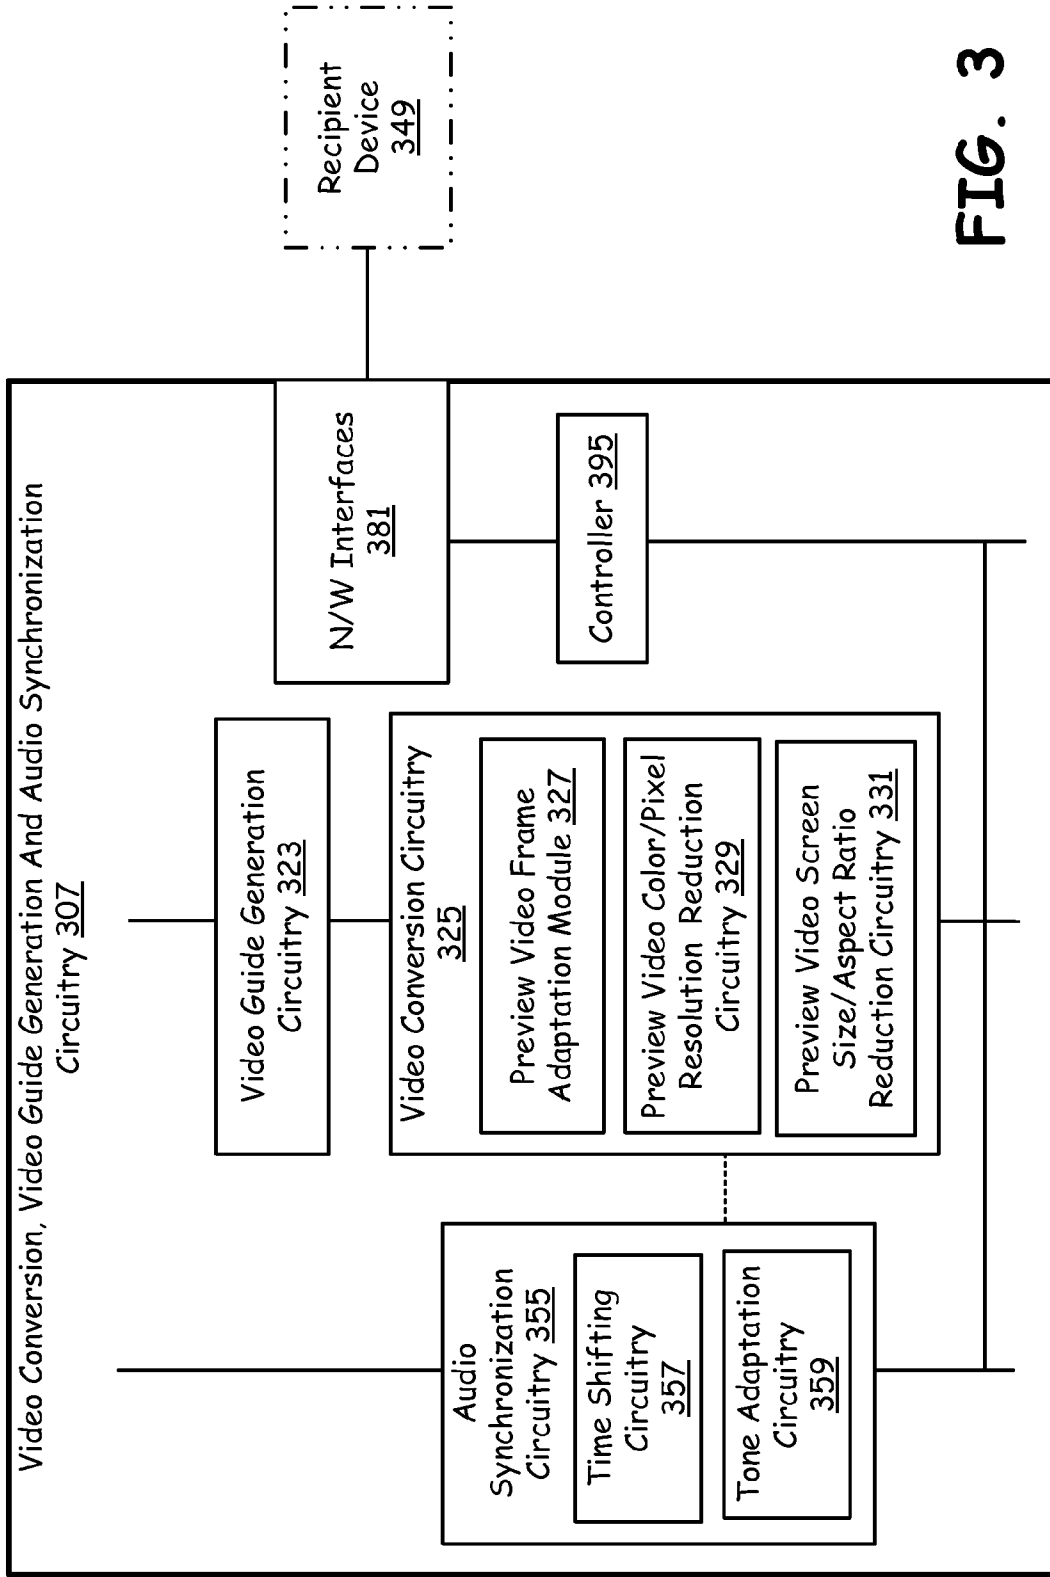 Video Conversion, Video Guide Generation And Audio Synchronization
Circuitry 307
Audio
Synchronization
Circuitry 355
Time Shifting
Circuitry
357
Tone Adaptation
Circuitry
359
Video Guide Generation
Circuitry 323
Video Conversion Circuitry
325
Preview Video Frame
Adaptation Module 327
Preview Video Color/Pixel
Resolution Reduction
Circuitry 329
Preview Video Screen
Size/Aspect Ratio
Reduction Circuitry 331
N/W Interfaces
381
Controller 395
Recipient
Device
349
FIG. 3